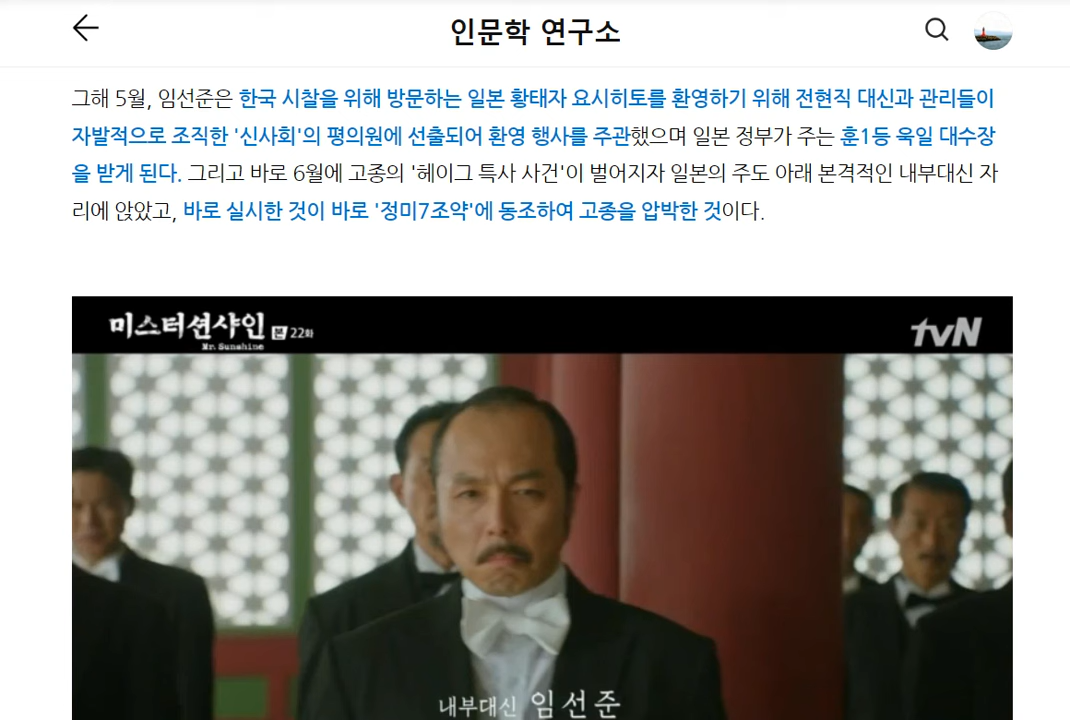 인문학 연구소
그해 5월, 임선준은 한국 시찰을 위해 방문하는 일본 황태자 요시히토를 환영하기 위해 전현직 대신과 관리들이
자발적으로 조직한 '신사회'의 평의원에 선출되어 환영 행사를 주관했으며 일본 정부가 주는 훈1등 욱일 대수장
을 받게 된다. 그리고 바로 6월에 고종의 '헤이그 특사 사건'이 벌어지자 일본의 주도 아래 본격적인 내부대신 자
리에 앉았고, 바로 실시한 것이 바로 '정미7조약'에 동조하여 고종을 압박한 것이다.
미스터션샤인 본 22화
Mr. Sunshine
tvN
내부대신 임선준